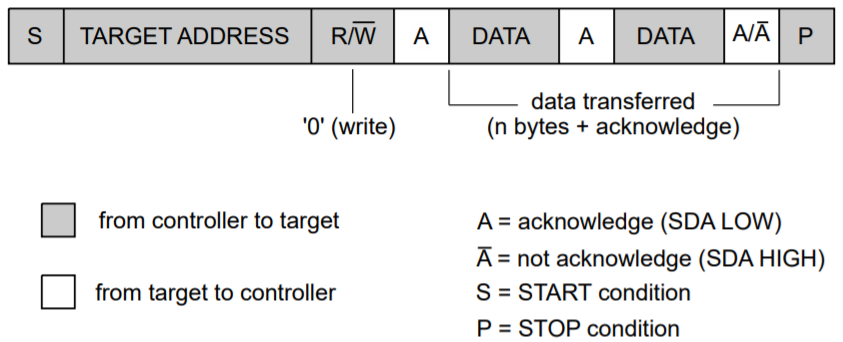 S TARGET ADDRESS R/W̅ A DATA A DATA A/A̅ P
data transferred
'0' (write) (n bytes + acknowledge)
from controller to target
from target to controller
A = acknowledge (SDA LOW)
A̅ = not acknowledge (SDA HIGH)
S = START condition
P = STOP condition